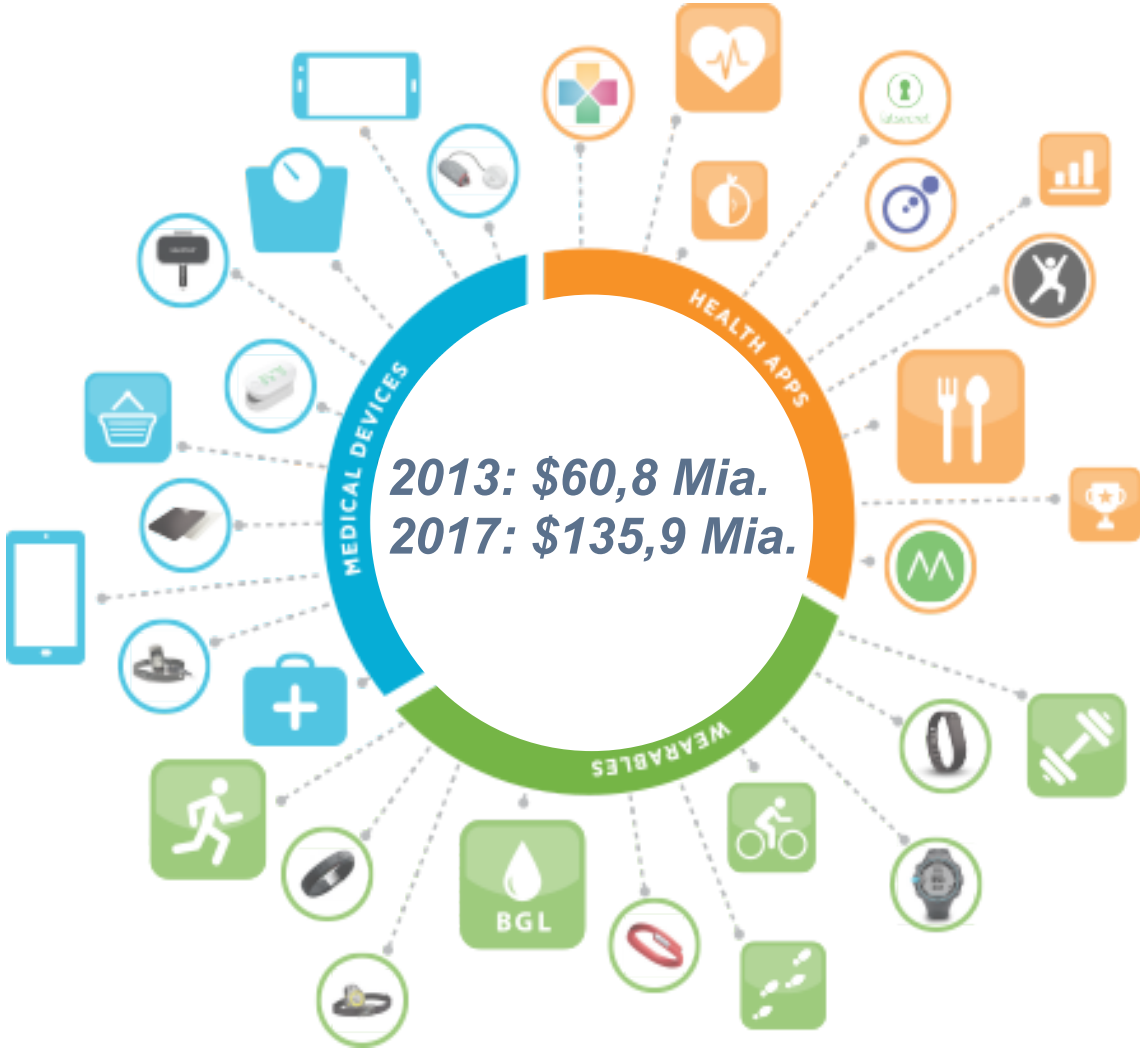 HEALTH APPS
MEDICAL DEVICES
2013: $60,8 Mia.
2017: $135,9 Mia.
WEARABLES
BGL